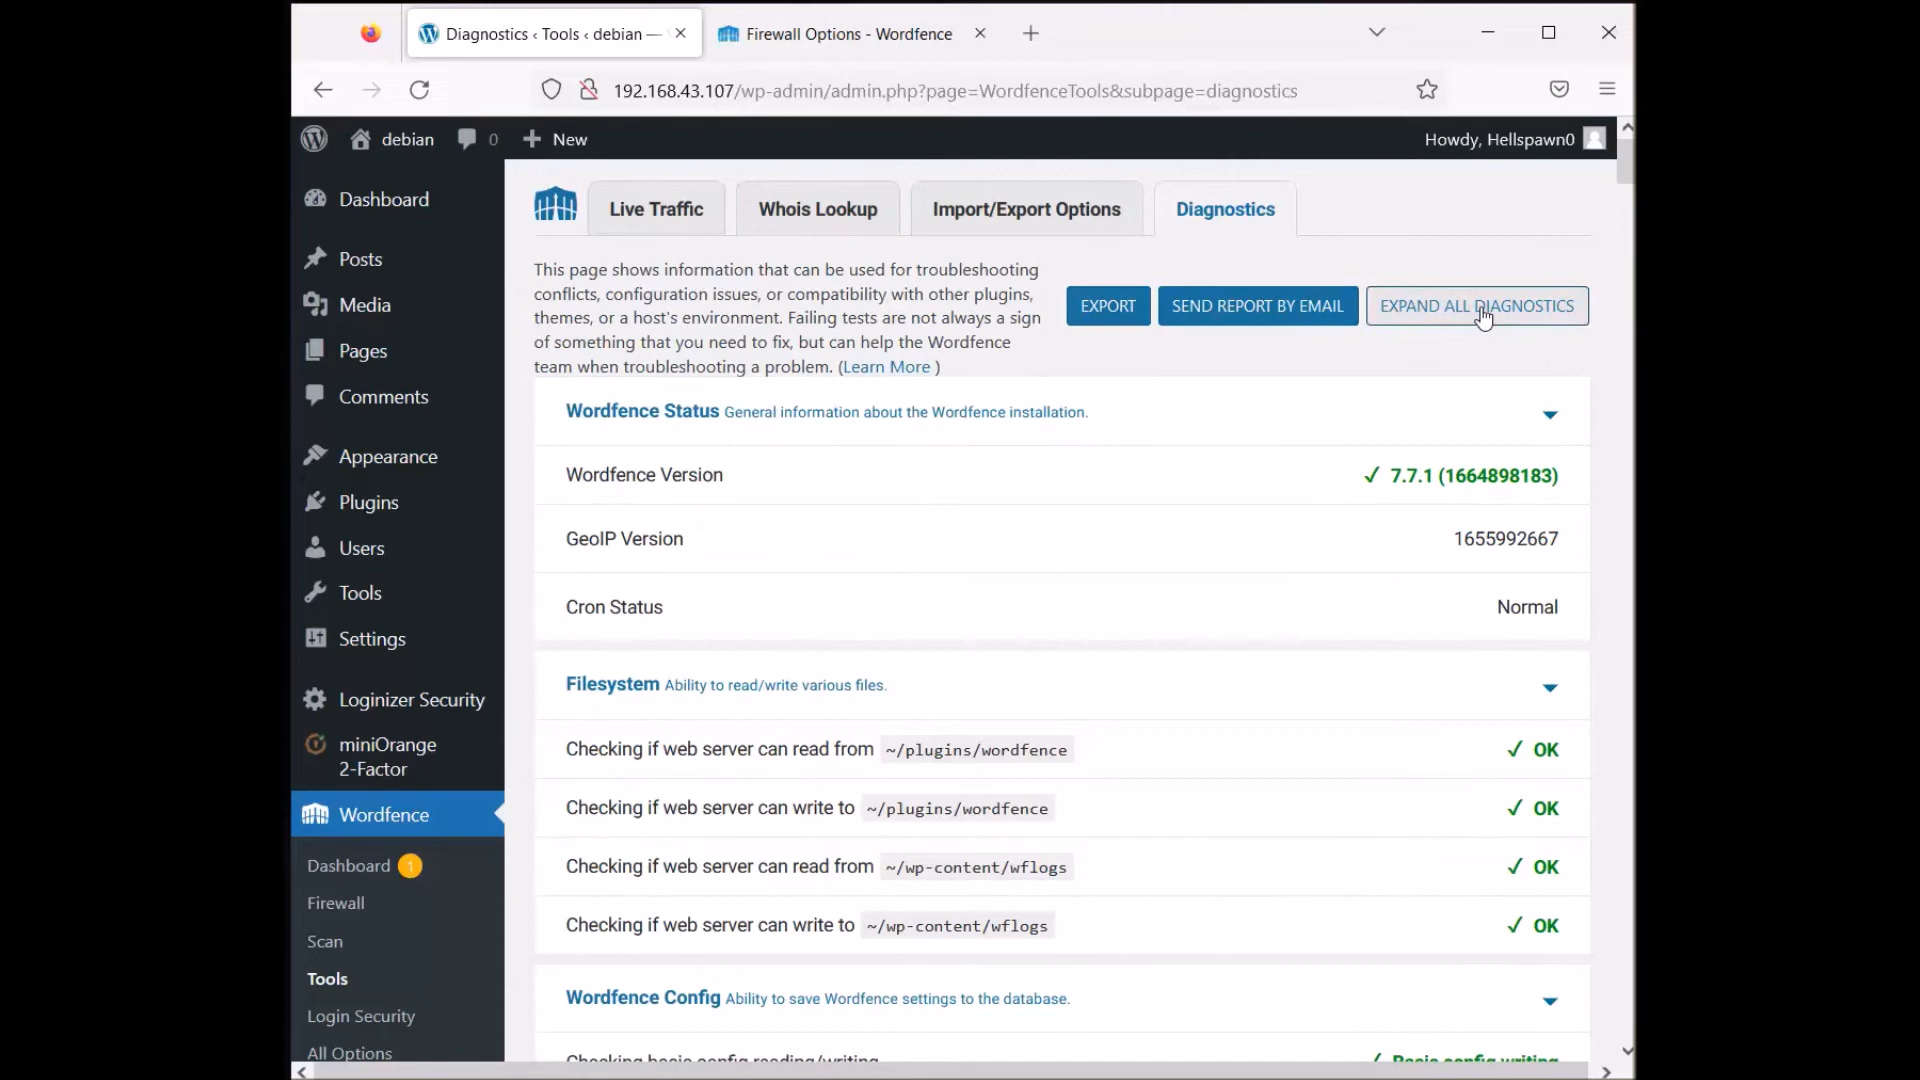 Diagnostics ‹ Tools ‹ debian —
Firewall Options - Wordfence
192.168.43.107/wp-admin/admin.php?page=WordfenceTools&subpage=diagnostics
debian
0
New
Howdy, Hellspawn0
Dashboard
Posts
Media
Pages
Comments
Appearance
Plugins
Users
Tools
Settings
Loginizer Security
miniOrange
2-Factor
Wordfence
Dashboard 1
Firewall
Scan
Tools
Login Security
All Options
Live Traffic
Whois Lookup
Import/Export Options
Diagnostics
This page shows information that can be used for troubleshooting
conflicts, configuration issues, or compatibility with other plugins,
themes, or a host's environment. Failing tests are not always a sign
of something that you need to fix, but can help the Wordfence
team when troubleshooting a problem. (Learn More )
EXPORT
SEND REPORT BY EMAIL
EXPAND ALL DIAGNOSTICS
Wordfence Status General information about the Wordfence installation.
Wordfence Version ✓ 7.7.1 (1664898183)
GeoIP Version 1655992667
Cron Status Normal
Filesystem Ability to read/write various files.
Checking if web server can read from ~/plugins/wordfence ✓ OK
Checking if web server can write to ~/plugins/wordfence ✓ OK
Checking if web server can read from ~/wp-content/wflogs ✓ OK
Checking if web server can write to ~/wp-content/wflogs ✓ OK
Wordfence Config Ability to save Wordfence settings to the database.
Checking basic config reading/writing ✓ Basic config writing